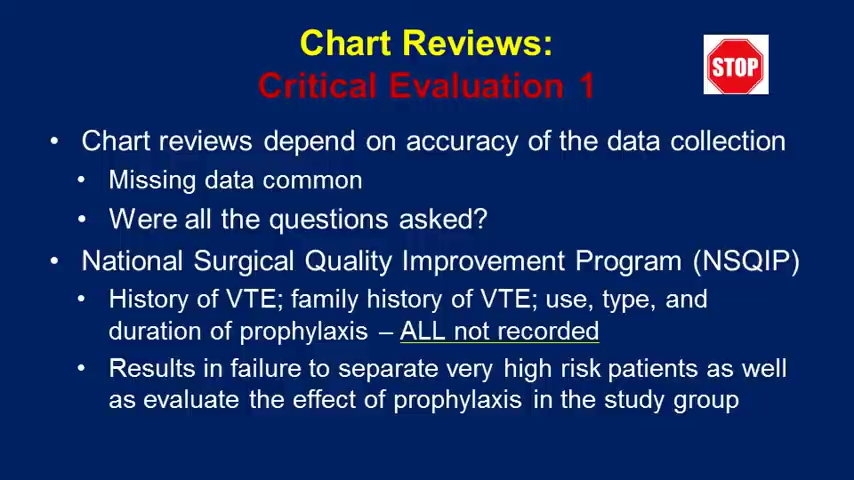 Chart Reviews:
Critical Evaluation 1
STOP
• Chart reviews depend on accuracy of the data collection
• Missing data common
• Were all the questions asked?
• National Surgical Quality Improvement Program (NSQIP)
• History of VTE; family history of VTE; use, type, and
duration of prophylaxis – ALL not recorded
• Results in failure to separate very high risk patients as well
as evaluate the effect of prophylaxis in the study group